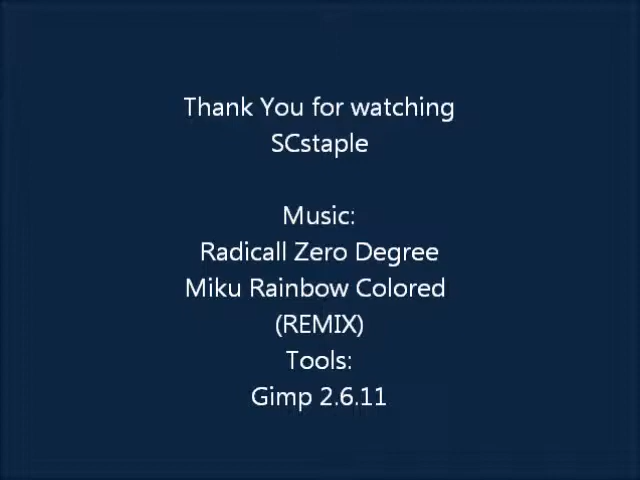 Thank You for watching
SCstaple
Music:
Radicall Zero Degree
Miku Rainbow Colored
(REMIX)
Tools:
Gimp 2.6.11